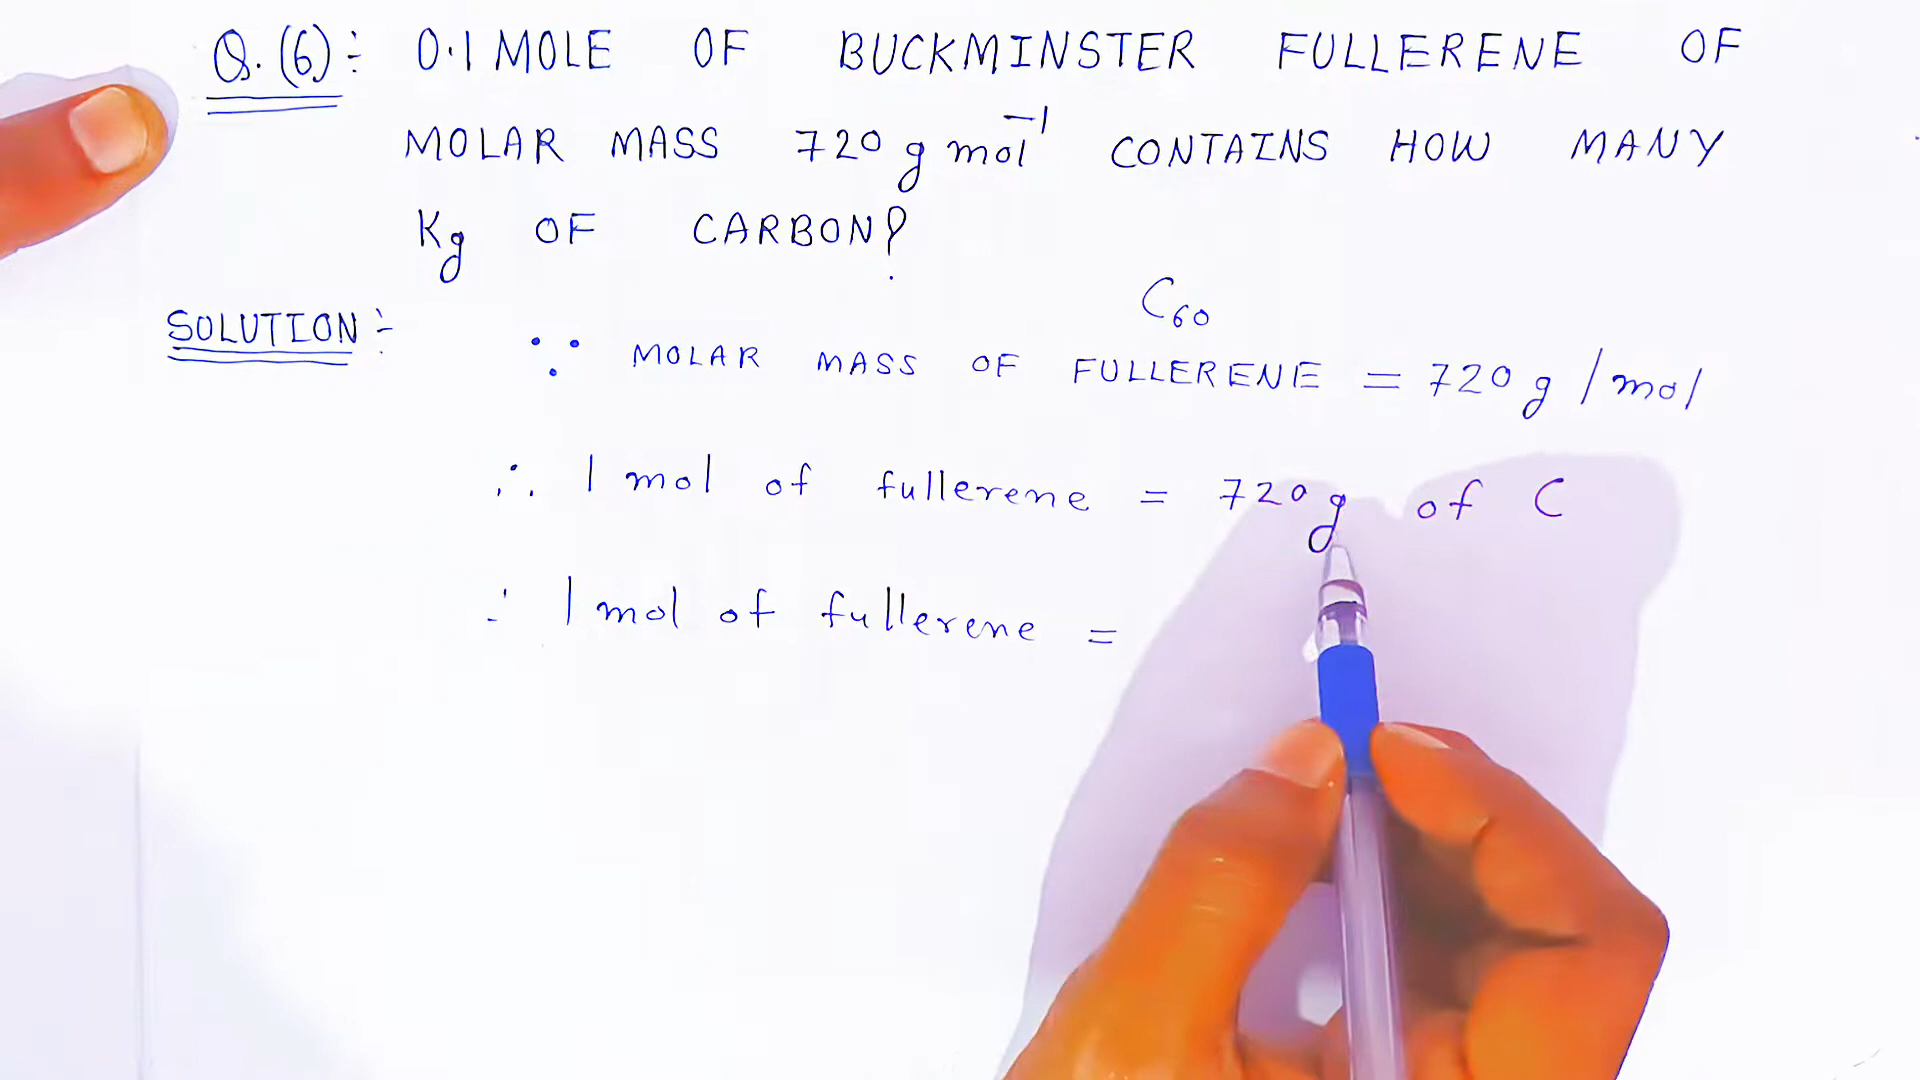 Q.(6):- 0.1 MOLE OF BUCKMINSTER FULLERENE OF
MOLAR MASS 720 g mol⁻¹ CONTAINS HOW MANY
Kg OF CARBON?
C₆₀
SOLUTION:-
∵ MOLAR MASS OF FULLERENE = 720 g / mol
∴ 1 mol of fullerene = 720 g of C
∴ 1 mol of fullerene =